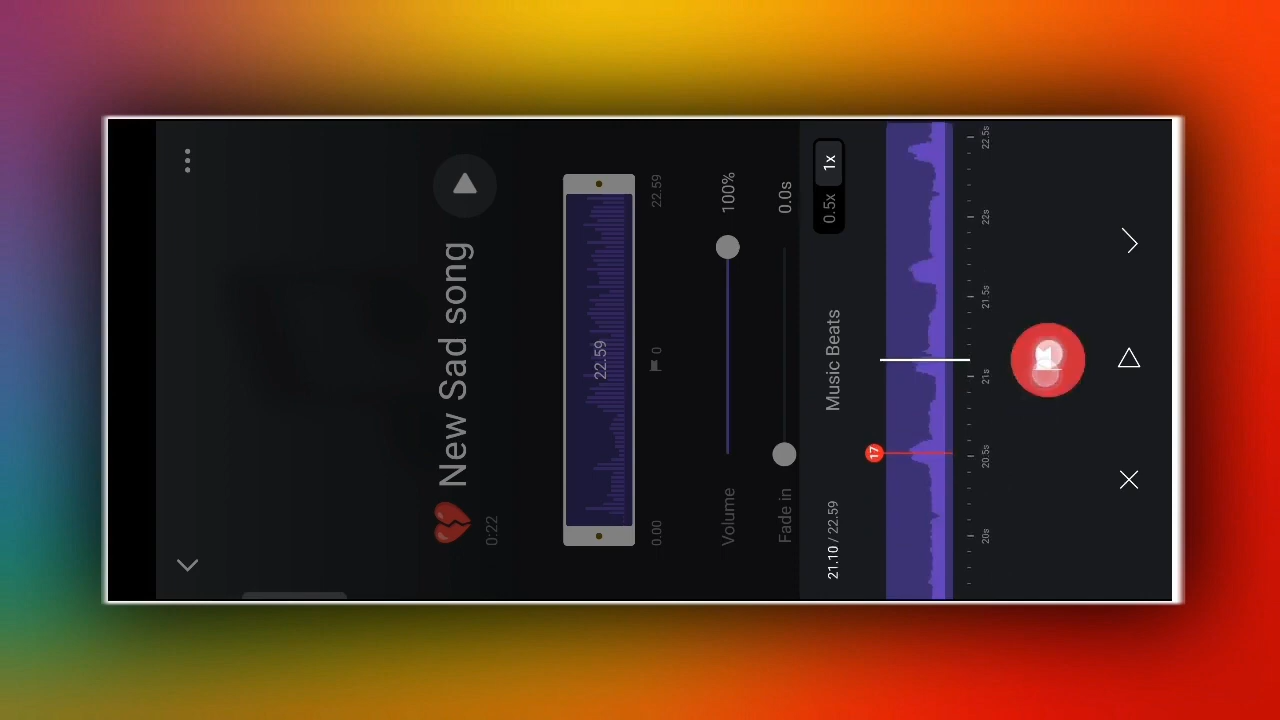 💔 New Sad song
0:22
22.59
0.00
0
22.59
Volume
100%
Fade in
0.0s
21.10 / 22.59
Music Beats
0.5x
1x
17
20s
20.5s
21s
21.5s
22s
22.5s